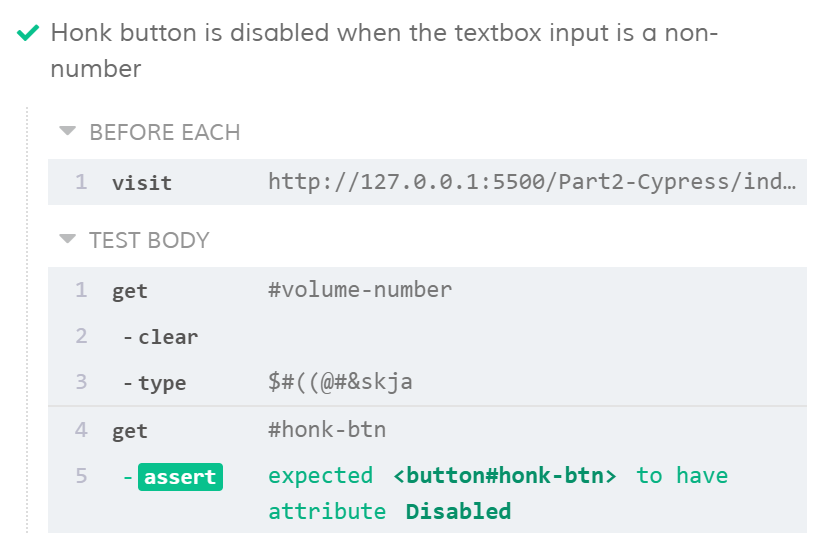 Honk button is disabled when the textbox input is a non-
number
BEFORE EACH
1 visit http://127.0.0.1:5500/Part2-Cypress/ind…
TEST BODY
1 get #volume-number
2 -clear
3 -type $#((@#&skja
4 get #honk-btn
5 -assert expected <button#honk-btn> to have
attribute Disabled